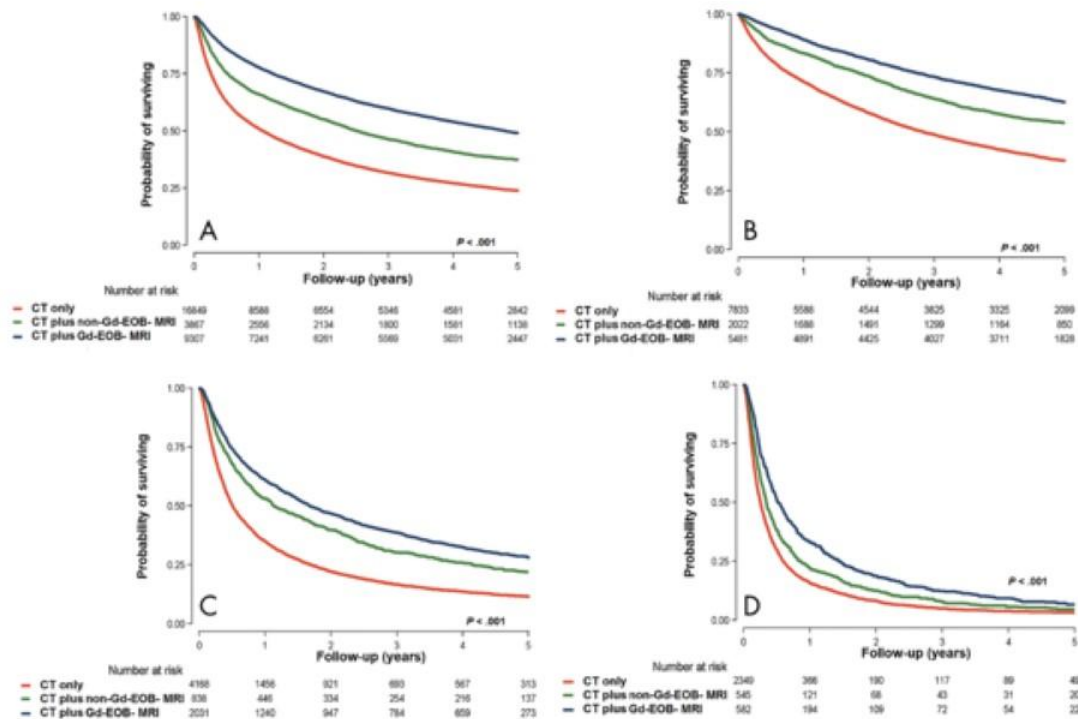 1.00
0.75
0.50
0.25
0.00
Probability of surviving
A
P < .001
0 1 2 3 4 5
Follow-up (years)
Number at risk
CT only 2842
CT plus non-Gd-EOB- MRI 3867 2556 2134 1800 1581 1138
CT plus Gd-EOB- MRI 9307 7241 6261 5569 5031 2447
1.00
0.75
0.50
0.25
0.00
Probability of surviving
B
P < .001
0 1 2 3 4 5
Follow-up (years)
Number at risk
CT only 7833 4544 3825 3325 2099
CT plus non-Gd-EOB- MRI 2022 1491 1299 1164 850
CT plus Gd-EOB- MRI 5481 4891 4425 4027 3711 1828
1.00
0.75
0.50
0.25
0.00
Probability of surviving
C
P < .001
0 1 2 3 4 5
Follow-up (years)
Number at risk
CT only 4168 1456 921 693 567 313
CT plus non-Gd-EOB- MRI 838 446 334 254 216 137
CT plus Gd-EOB- MRI 2031 1240 947 784 659 273
1.00
0.75
0.50
0.25
0.00
Probability of surviving
D
P < .001
0 1 2 3 4 5
Follow-up (years)
Number at risk
CT only 2349 190 117 89 49
CT plus non-Gd-EOB- MRI 545 121 68 43 31 20
CT plus Gd-EOB- MRI 582 194 109 72 54 22